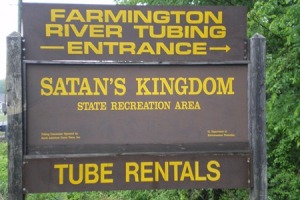 FARMINGTON
RIVER TUBING
— ENTRANCE →
SATAN'S KINGDOM
STATE RECREATION AREA
TUBE RENTALS